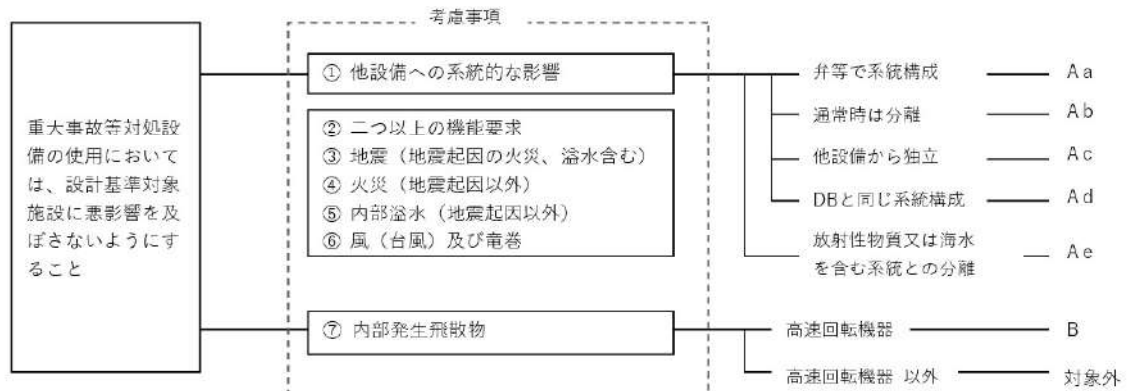 考慮事項
重大事故等対処設
備の使用において
は、設計基準対象
施設に悪影響を及
ぼさないようにす
ること
① 他設備への系統的な影響
② 二つ以上の機能要求
③ 地震（地震起因の火災、溢水含む）
④ 火災（地震起因以外）
⑤ 内部溢水（地震起因以外）
⑥ 風（台風）及び竜巻
⑦ 内部発生飛散物
弁等で系統構成 Aa
通常時は分離 Ab
他設備から独立 Ac
DBと同じ系統構成 Ad
放射性物質又は海水
を含む系統との分離 Ae
高速回転機器 B
高速回転機器 以外 対象外